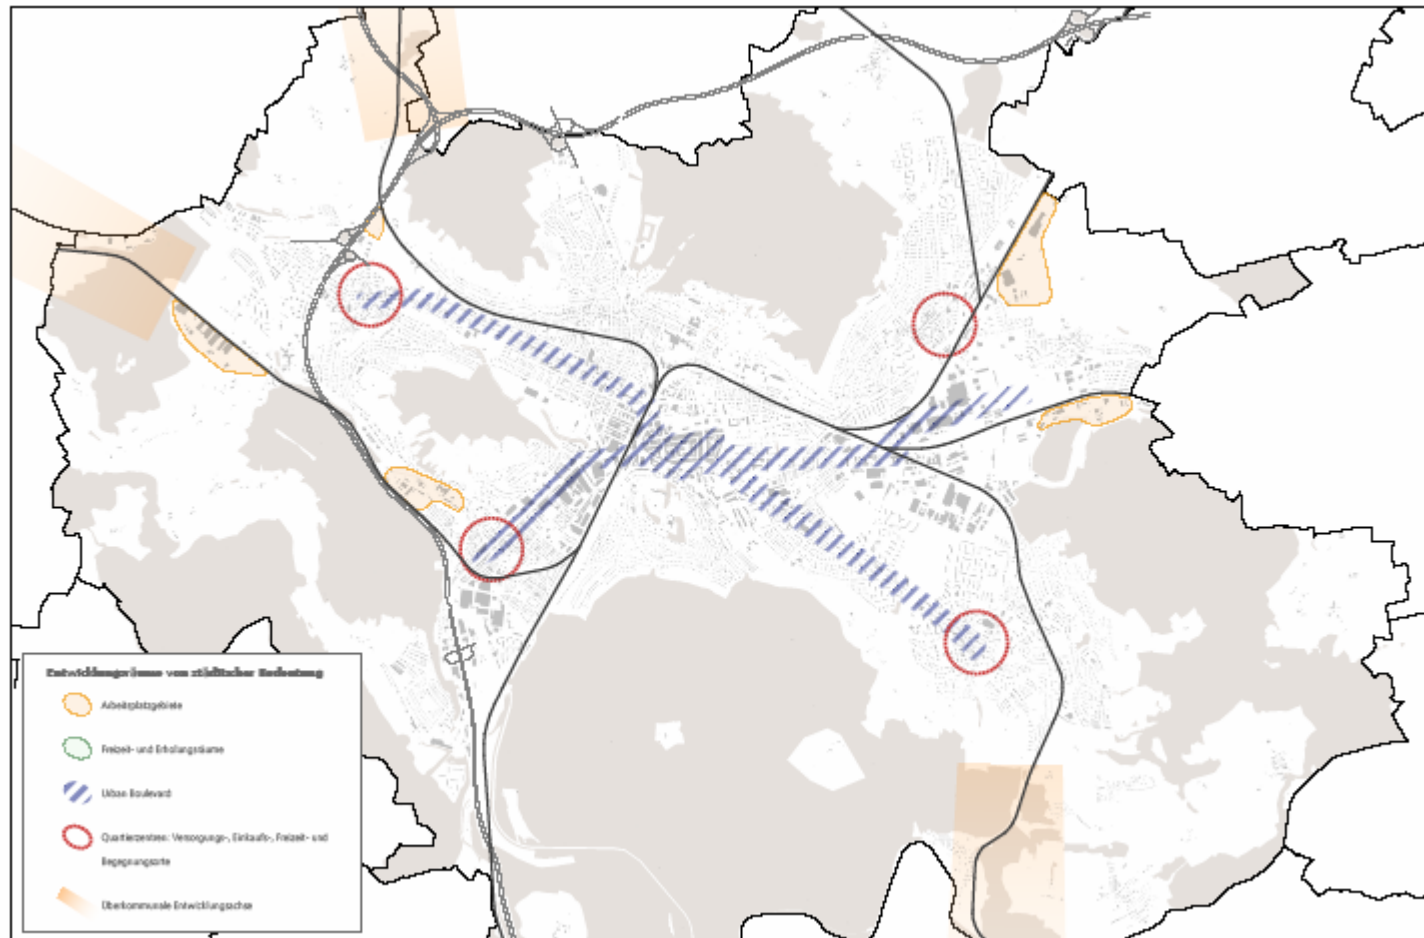 Entwicklungsräume von städtischer Bedeutung
Arbeitsplatzgebiete
Freizeit- und Erholungsräume
Urban Boulevard
Quartierzentren: Versorgungs-, Einkaufs-, Freizeit- und
Begegnungsorte
Überkommunale Entwicklungsachse